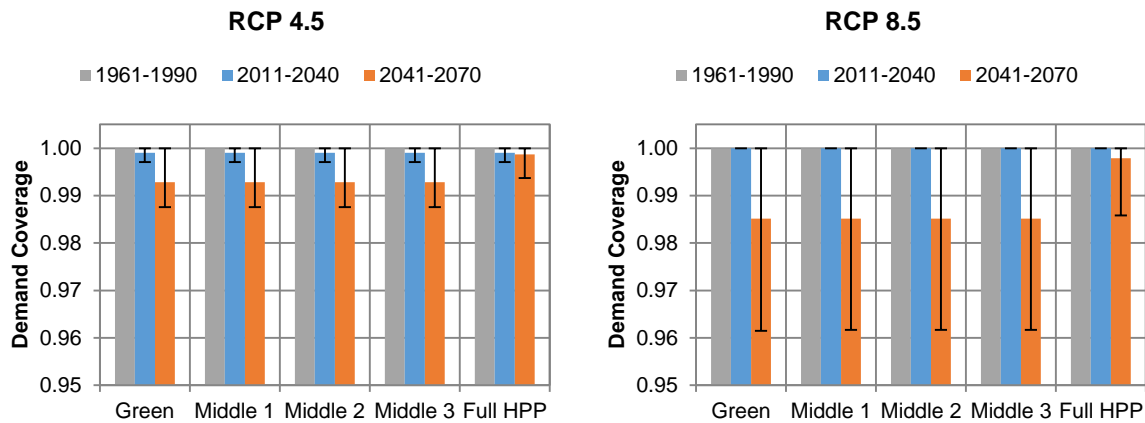 RCP 4.5
1961-1990 2011-2040 2041-2070
Demand Coverage
1.00
0.99
0.98
0.97
0.96
0.95
Green Middle 1 Middle 2 Middle 3 Full HPP
RCP 8.5
1961-1990 2011-2040 2041-2070
Demand Coverage
1.00
0.99
0.98
0.97
0.96
0.95
Green Middle 1 Middle 2 Middle 3 Full HPP